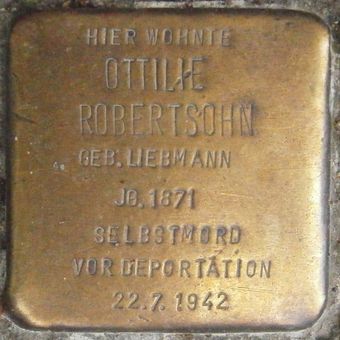 HIER WOHNTE
OTTILIE
ROBERTSOHN
GEB. LIEBMANN
JG. 1871
SELBSTMORD
VOR DEPORTATION
22.7.1942